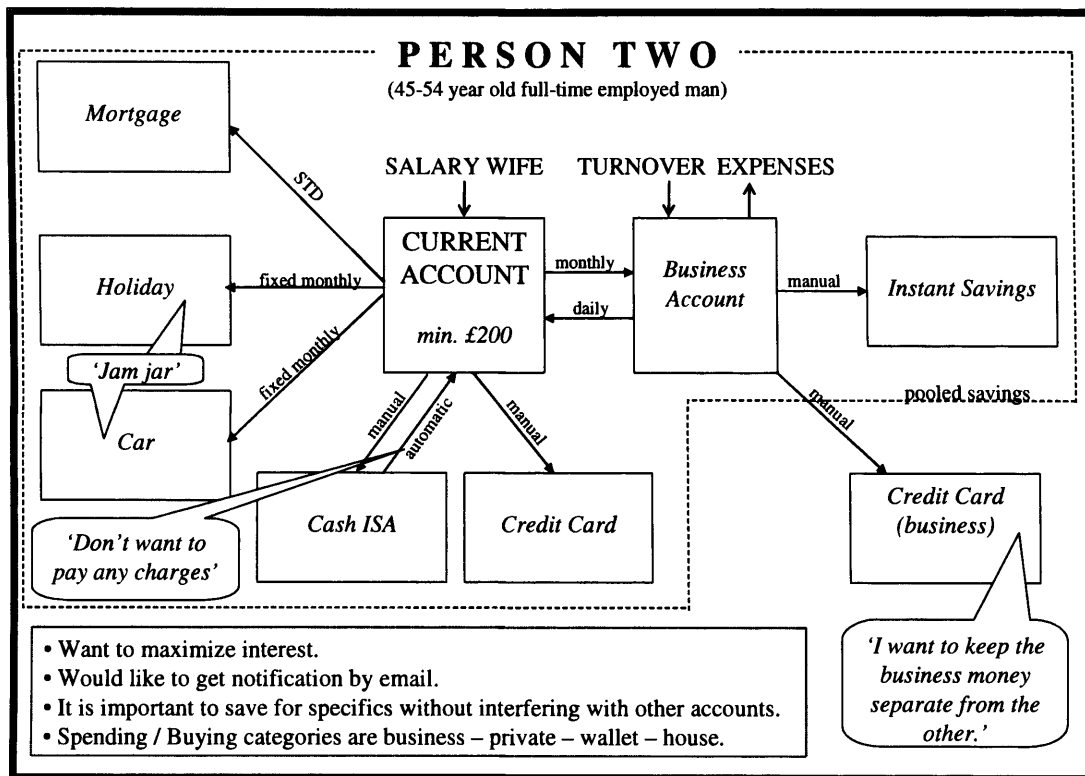 PERSON TWO
(45-54 year old full-time employed man)
Mortgage
STD
SALARY WIFE
TURNOVER EXPENSES
CURRENT
ACCOUNT
min. £200
monthly
daily
Business
Account
manual
Instant Savings
Holiday
fixed monthly
'Jam jar'
fixed monthly
Car
manual
automatic
manual
manual
pooled savings
'Don't want to
pay any charges'
Cash ISA
Credit Card
Credit Card
(business)
'I want to keep the
business money
separate from the
other.'
• Want to maximize interest.
• Would like to get notification by email.
• It is important to save for specifics without interfering with other accounts.
• Spending / Buying categories are business – private – wallet – house.